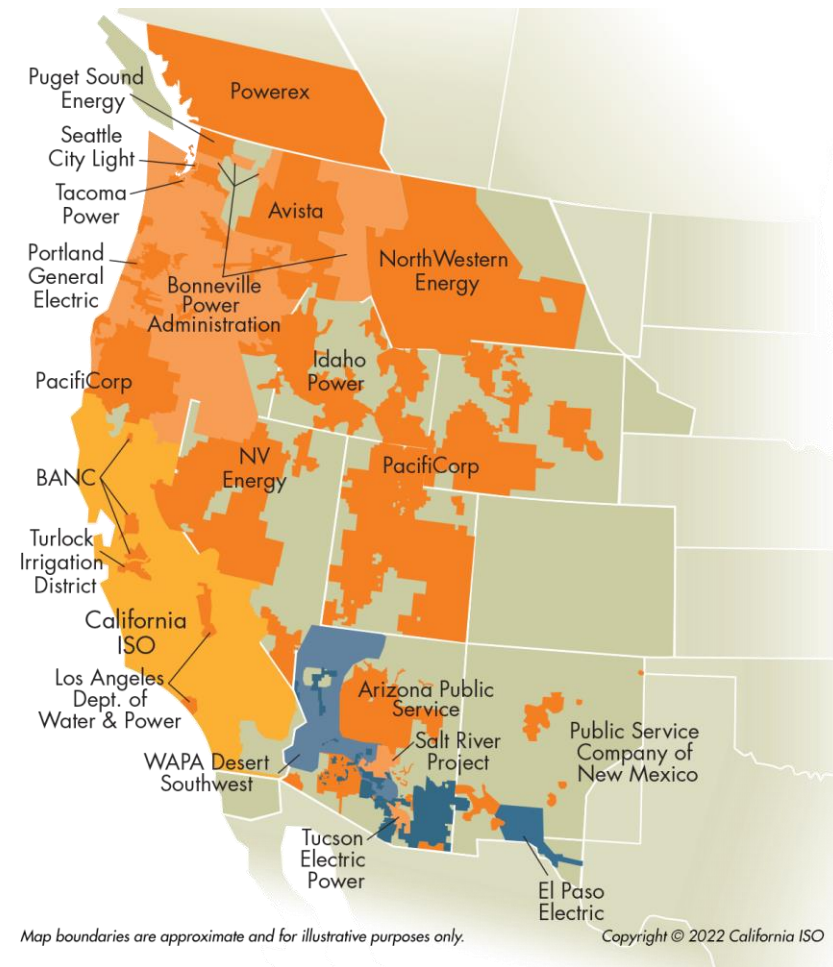 Puget Sound
Energy
Powerex
Seattle
City Light
Tacoma
Power
Avista
Portland
General
Electric
NorthWestern
Energy
Bonneville
Power
Administration
Idaho
Power
PacifiCorp
NV
Energy
PacifiCorp
BANC
Turlock
Irrigation
District
California
ISO
Los Angeles
Dept. of
Water & Power
Arizona Public
Service
Salt River
Project
Public Service
Company of
New Mexico
WAPA Desert
Southwest
Tucson
Electric
Power
El Paso
Electric
Map boundaries are approximate and for illustrative purposes only.
Copyright © 2022 California ISO